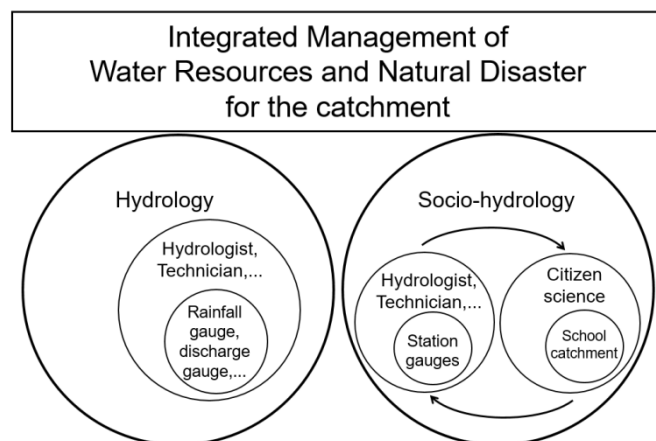 Integrated Management of
Water Resources and Natural Disaster
for the catchment
Hydrology
Hydrologist,
Technician,...
Rainfall
gauge,
discharge
gauge,...
Socio-hydrology
Hydrologist,
Technician,...
Station
gauges
Citizen
science
School
catchment